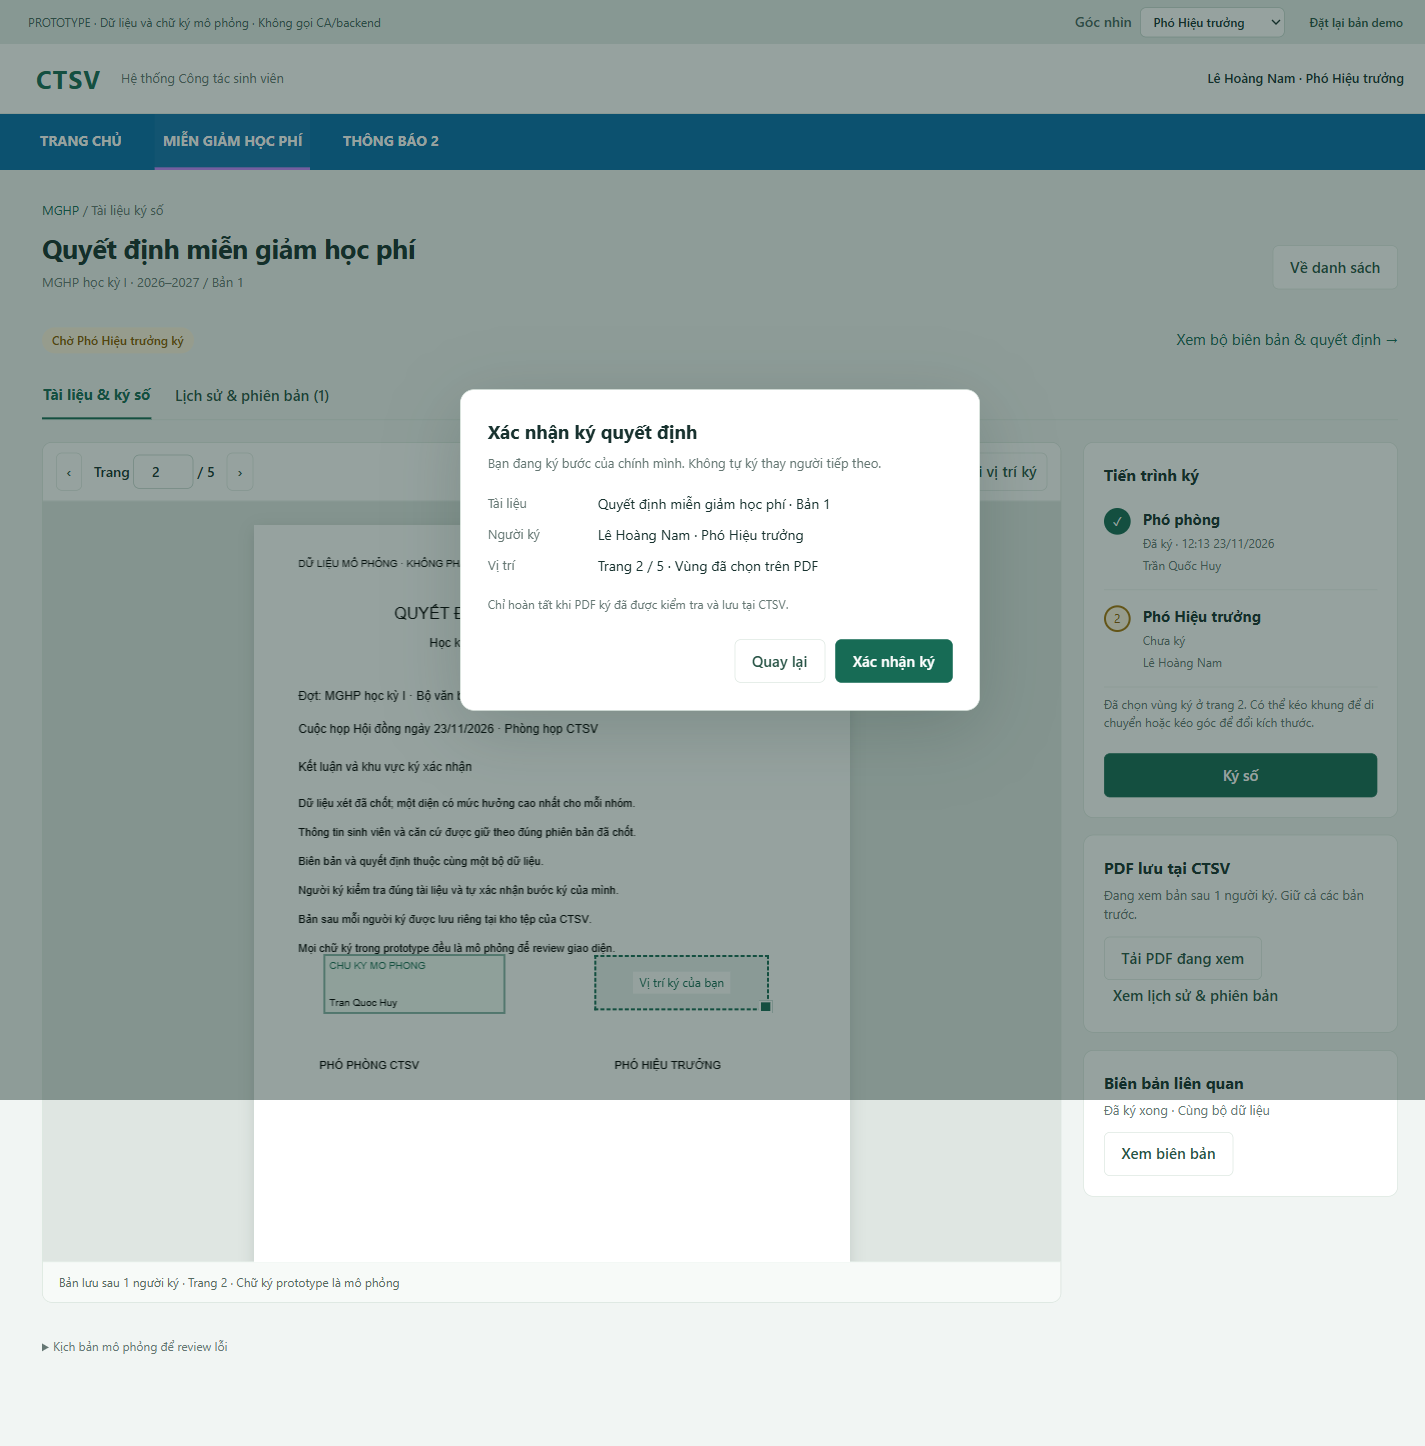 PROTOTYPE · Dữ liệu và chữ ký mô phỏng · Không gọi CA/backend
Góc nhìn
Phó Hiệu trưởng
Đặt lại bản demo
CTSV
Hệ thống Công tác sinh viên
Lê Hoàng Nam · Phó Hiệu trưởng
TRANG CHỦ
MIỄN GIẢM HỌC PHÍ
THÔNG BÁO 2
MGHP / Tài liệu ký số
Quyết định miễn giảm học phí
MGHP học kỳ I · 2026–2027 / Bản 1
Về danh sách
Chờ Phó Hiệu trưởng ký
Xem bộ biên bản & quyết định →
Tài liệu & ký số
Lịch sử & phiên bản (1)
‹
Trang 2 / 5
›
vị trí ký
Xác nhận ký quyết định
Bạn đang ký bước của chính mình. Không tự ký thay người tiếp theo.
Tài liệu
Quyết định miễn giảm học phí · Bản 1
Người ký
Lê Hoàng Nam · Phó Hiệu trưởng
Vị trí
Trang 2 / 5 · Vùng đã chọn trên PDF
Chỉ hoàn tất khi PDF ký đã được kiểm tra và lưu tại CTSV.
Quay lại
Xác nhận ký
DỮ LIỆU MÔ PHỎNG · KHÔNG
QUYẾT
Học
Đợt: MGHP học kỳ I · Bộ văn
Cuộc họp Hội đồng ngày 23/11/2026 · Phòng họp CTSV
Kết luận và khu vực ký xác nhận
Dữ liệu xét đã chốt; một diện có mức hưởng cao nhất cho mỗi nhóm.
Thông tin sinh viên và căn cứ được giữ theo đúng phiên bản đã chốt.
Biên bản và quyết định thuộc cùng một bộ dữ liệu.
Người ký kiểm tra đúng tài liệu và tự xác nhận bước ký của mình.
Bản sau mỗi người ký được lưu riêng tại kho tệp của CTSV.
Mọi chữ ký trong prototype đều là mô phỏng để review giao diện.
CHU KY MO PHONG
Tran Quoc Huy
Vị trí ký của bạn
PHÓ PHÒNG CTSV
PHÓ HIỆU TRƯỞNG
Bản lưu sau 1 người ký · Trang 2 · Chữ ký prototype là mô phỏng
Tiến trình ký
✓
Phó phòng
Đã ký · 12:13 23/11/2026
Trần Quốc Huy
2
Phó Hiệu trưởng
Chưa ký
Lê Hoàng Nam
Đã chọn vùng ký ở trang 2. Có thể kéo khung để di
chuyển hoặc kéo góc để đổi kích thước.
Ký số
PDF lưu tại CTSV
Đang xem bản sau 1 người ký. Giữ cả các bản
trước.
Tải PDF đang xem
Xem lịch sử & phiên bản
Biên bản liên quan
Đã ký xong · Cùng bộ dữ liệu
Xem biên bản
▶ Kịch bản mô phỏng để review lỗi